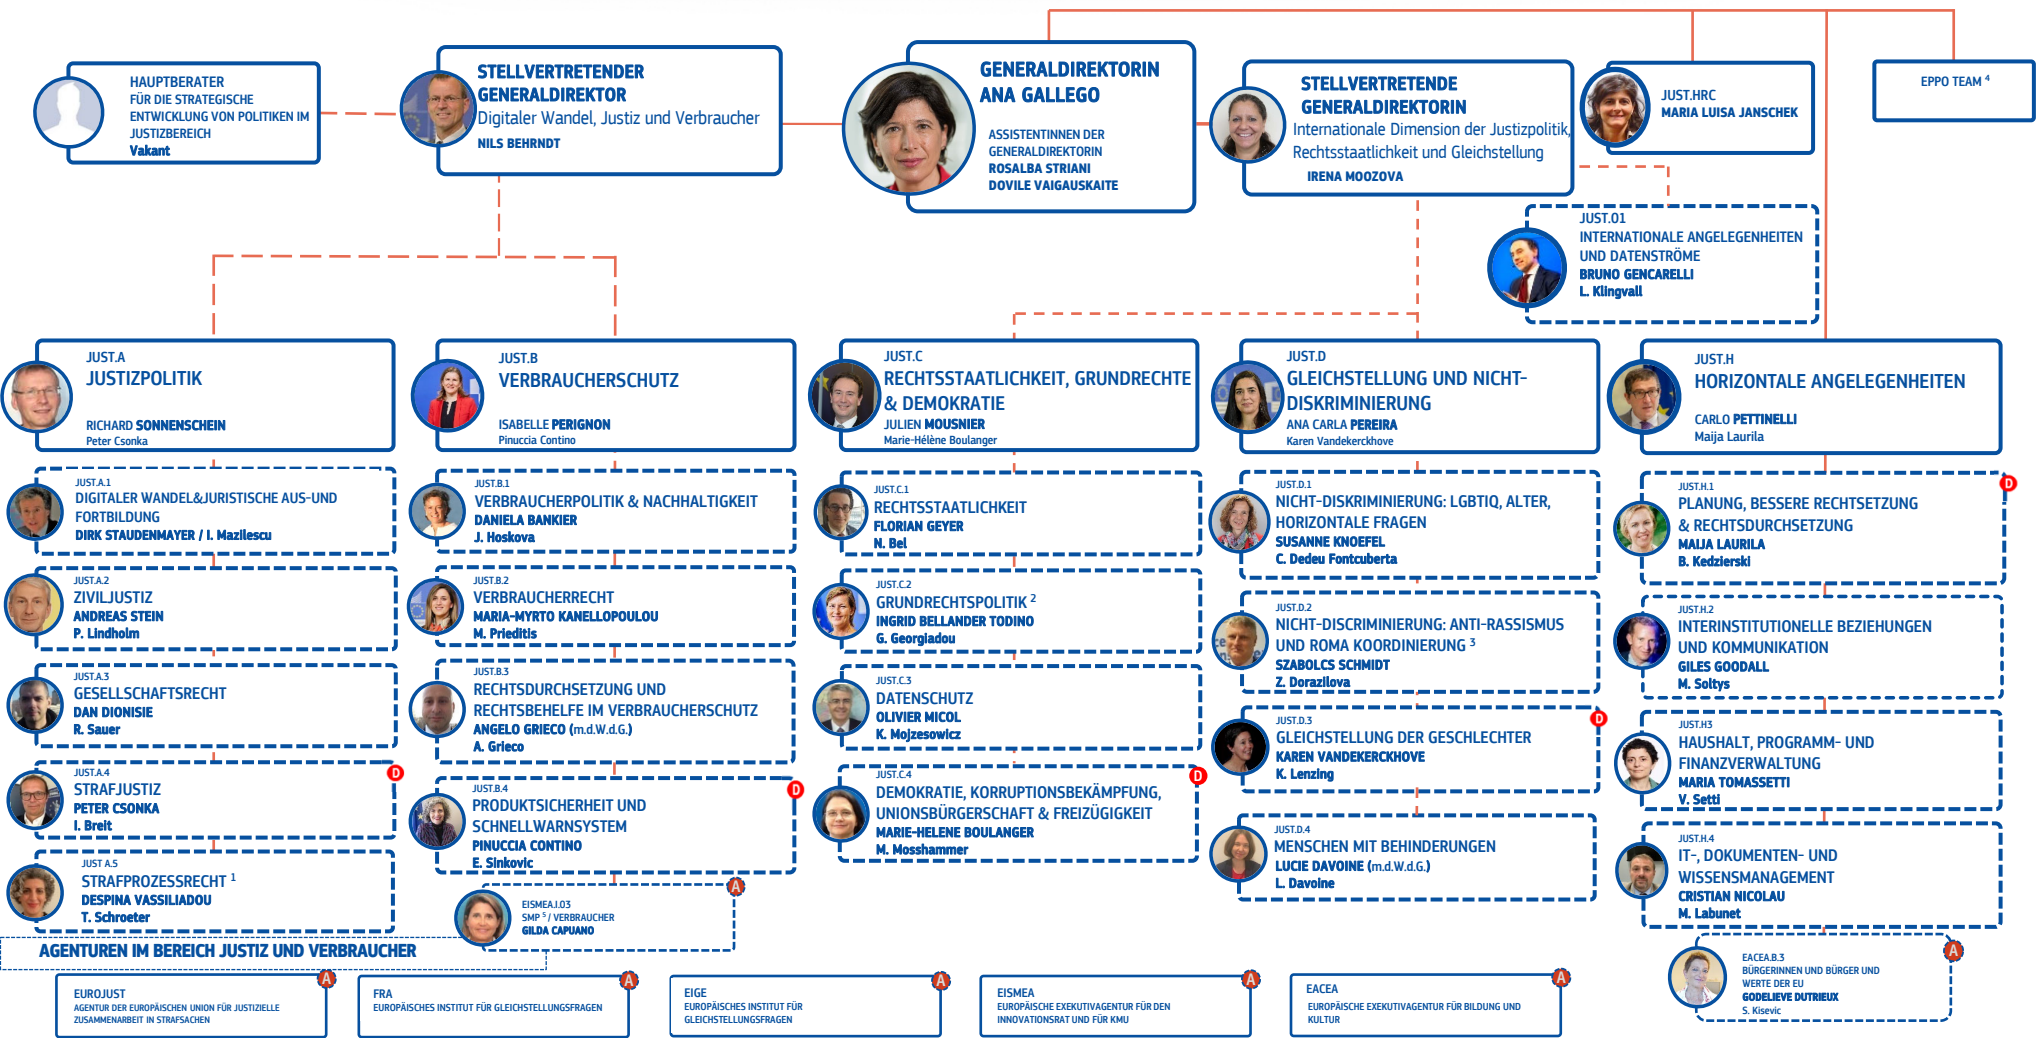 HAUPTBERATER
FÜR DIE STRATEGISCHE
ENTWICKLUNG VON POLITIKEN IM
JUSTIZBEREICH
Vakant
STELLVERTRETENDER
GENERALDIREKTOR
Digitaler Wandel, Justiz und Verbraucher
NILS BEHRNDT
GENERALDIREKTORIN
ANA GALLEGO
ASSISTENTINNEN DER
GENERALDIREKTORIN
ROSALBA STRIANI
DOVILE VAIGAUSKAITE
STELLVERTRETENDE
GENERALDIREKTORIN
Internationale Dimension der Justizpolitik,
Rechtsstaatlichkeit und Gleichstellung
IRENA MOOZOVA
JUST.HRC
MARIA LUISA JANSCHEK
EPPO TEAM 4
JUST.01
INTERNATIONALE ANGELEGENHEITEN
UND DATENSTRÖME
BRUNO GENCARELLI
L. Klingvall
JUST.A
JUSTIZPOLITIK
RICHARD SONNENSCHEIN
Peter Csonka
JUST.A.1
DIGITALER WANDEL&JURISTISCHE AUS-UND
FORTBILDUNG
DIRK STAUDENMAYER / I. Mazilescu
JUST.A.2
ZIVILJUSTIZ
ANDREAS STEIN
P. Lindholm
JUST.A.3
GESELLSCHAFTSRECHT
DAN DIONISIE
R. Sauer
D
JUST.A.4
STRAFJUSTIZ
PETER CSONKA
I. Breit
JUST A.5
STRAFPROZESSRECHT 1
DESPINA VASSILIADOU
T. Schroeter
JUST.B
VERBRAUCHERSCHUTZ
ISABELLE PERIGNON
Pinuccia Contino
JUST.B.1
VERBRAUCHERPOLITIK & NACHHALTIGKEIT
DANIELA BANKIER
J. Hoskova
JUST.B.2
VERBRAUCHERRECHT
MARIA-MYRTO KANELLOPOULOU
M. Prieditis
JUST.B.3
RECHTSDURCHSETZUNG UND
RECHTSBEHELFE IM VERBRAUCHERSCHUTZ
ANGELO GRIECO (m.d.W.d.G.)
A. Grieco
D
JUST.B.4
PRODUKTSICHERHEIT UND
SCHNELLWARNSYSTEM
PINUCCIA CONTINO
E. Sinkovic
A
EISMEA.I.03
SMP 5 / VERBRAUCHER
GILDA CAPUANO
JUST.C
RECHTSSTAATLICHKEIT, GRUNDRECHTE
& DEMOKRATIE
JULIEN MOUSNIER
Marie-Hélène Boulanger
JUST.C.1
RECHTSSTAATLICHKEIT
FLORIAN GEYER
N. Bel
JUST.C.2
GRUNDRECHTSPOLITIK 2
INGRID BELLANDER TODINO
G. Georgiadou
JUST.C.3
DATENSCHUTZ
OLIVIER MICOL
K. Mojzesowicz
D
JUST.C.4
DEMOKRATIE, KORRUPTIONSBEKÄMPFUNG,
UNIONSBÜRGERSCHAFT & FREIZÜGIGKEIT
MARIE-HELENE BOULANGER
M. Mosshammer
JUST.D
GLEICHSTELLUNG UND NICHT-
DISKRIMINIERUNG
ANA CARLA PEREIRA
Karen Vandekerckhove
JUST.D.1
NICHT-DISKRIMINIERUNG: LGBTIQ, ALTER,
HORIZONTALE FRAGEN
SUSANNE KNOEFEL
C. Dedeu Fontcuberta
JUST.D.2
NICHT-DISCRIMINIERUNG: ANTI-RASSISMUS
UND ROMA KOORDINIERUNG 3
SZABOLCS SCHMIDT
Z. Dorazilova
D
JUST.D.3
GLEICHSTELLUNG DER GESCHLECHTER
KAREN VANDEKERCKHOVE
K. Lenzing
JUST.D.4
MENSCHEN MIT BEHINDERUNGEN
LUCIE DAVOINE (m.d.W.d.G.)
L. Davoine
JUST.H
HORIZONTALE ANGELEGENHEITEN
CARLO PETTINELLI
Maija Laurila
D
JUST.H.1
PLANUNG, BESSERE RECHTSETZUNG
& RECHTSDURCHSETZUNG
MAIJA LAURILA
B. Kedzierski
JUST.H.2
INTERINSTITUTIONELLE BEZIEHUNGEN
UND KOMMUNIKATION
GILES GOODALL
M. Soltys
JUST.H3
HAUSHALT, PROGRAMM- UND
FINANZVERWALTUNG
MARIA TOMASSETTI
V. Setti
JUST.H.4
IT-, DOKUMENTEN- UND
WISSENSMANAGEMENT
CRISTIAN NICOLAU
M. Labunet
A
EACEA.B.3
BÜRGERINNEN UND BÜRGER UND
WERTE DER EU
GODELIEVE DUTRIEUX
S. Kisevic
AGENTUREN IM BEREICH JUSTIZ UND VERBRAUCHER
A
EUROJUST
AGENTUR DER EUROPÄISCHEN UNION FÜR JUSTIZIELLE
ZUSAMMENARBEIT IN STRAFSACHEN
A
FRA
EUROPÄISCHES INSTITUT FÜR GLEICHSTELLUNGSFRAGEN
A
EIGE
EUROPÄISCHES INSTITUT FÜR
GLEICHSTELLUNGSFRAGEN
A
EISMEA
EUROPÄISCHE EXEKUTIVAGENTUR FÜR DEN
INNOVATIONSRAT UND FÜR KMU
A
EACEA
EUROPÄISCHE EXEKUTIVAGENTUR FÜR BILDUNG UND
KULTUR